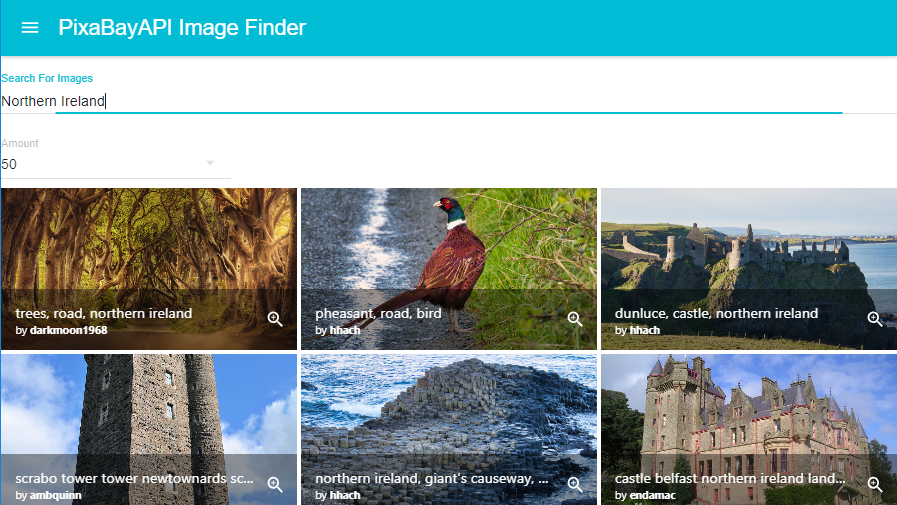 PixaBayAPI Image Finder
Search For Images
Northern Ireland
Amount
50
trees, road, northern ireland
by darkmoon1968
pheasant, road, bird
by hhach
dunluce, castle, northern ireland
by hhach
scrabo tower tower newtownards sc...
by ambquinn
northern ireland, giant's causeway, ...
by hhach
castle belfast northern ireland land...
by endamac